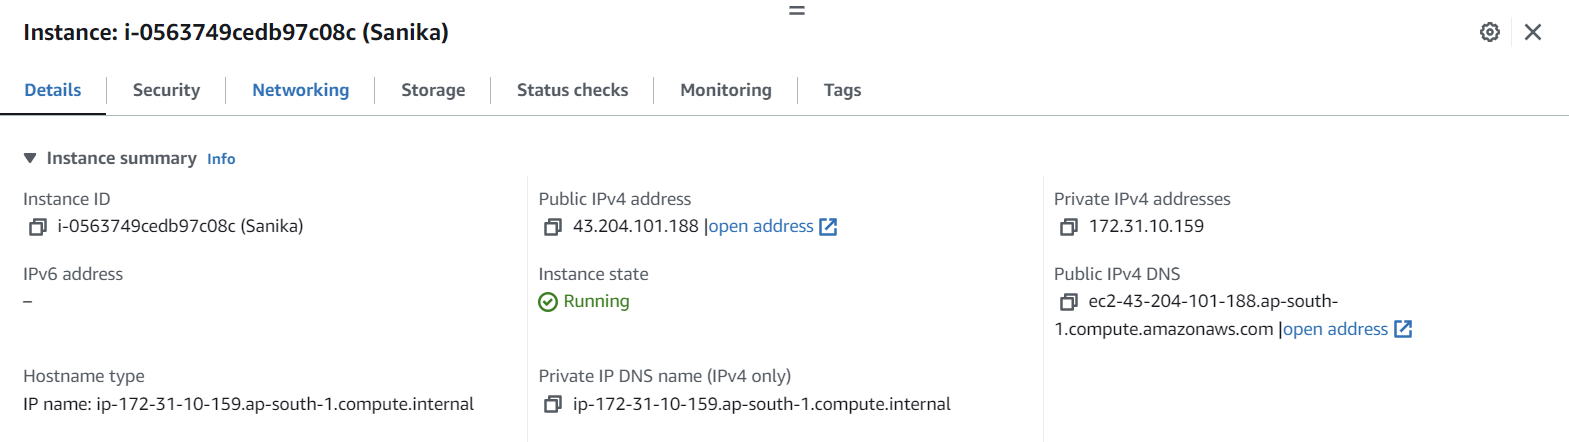 Instance: i-0563749cedb97c08c (Sanika)
Details
Security
Networking
Storage
Status checks
Monitoring
Tags
Instance summary Info
Instance ID
i-0563749cedb97c08c (Sanika)
Public IPv4 address
43.204.101.188 |open address
Private IPv4 addresses
172.31.10.159
IPv6 address
–
Instance state
Running
Public IPv4 DNS
ec2-43-204-101-188.ap-south-
1.compute.amazonaws.com |open address
Hostname type
IP name: ip-172-31-10-159.ap-south-1.compute.internal
Private IP DNS name (IPv4 only)
ip-172-31-10-159.ap-south-1.compute.internal